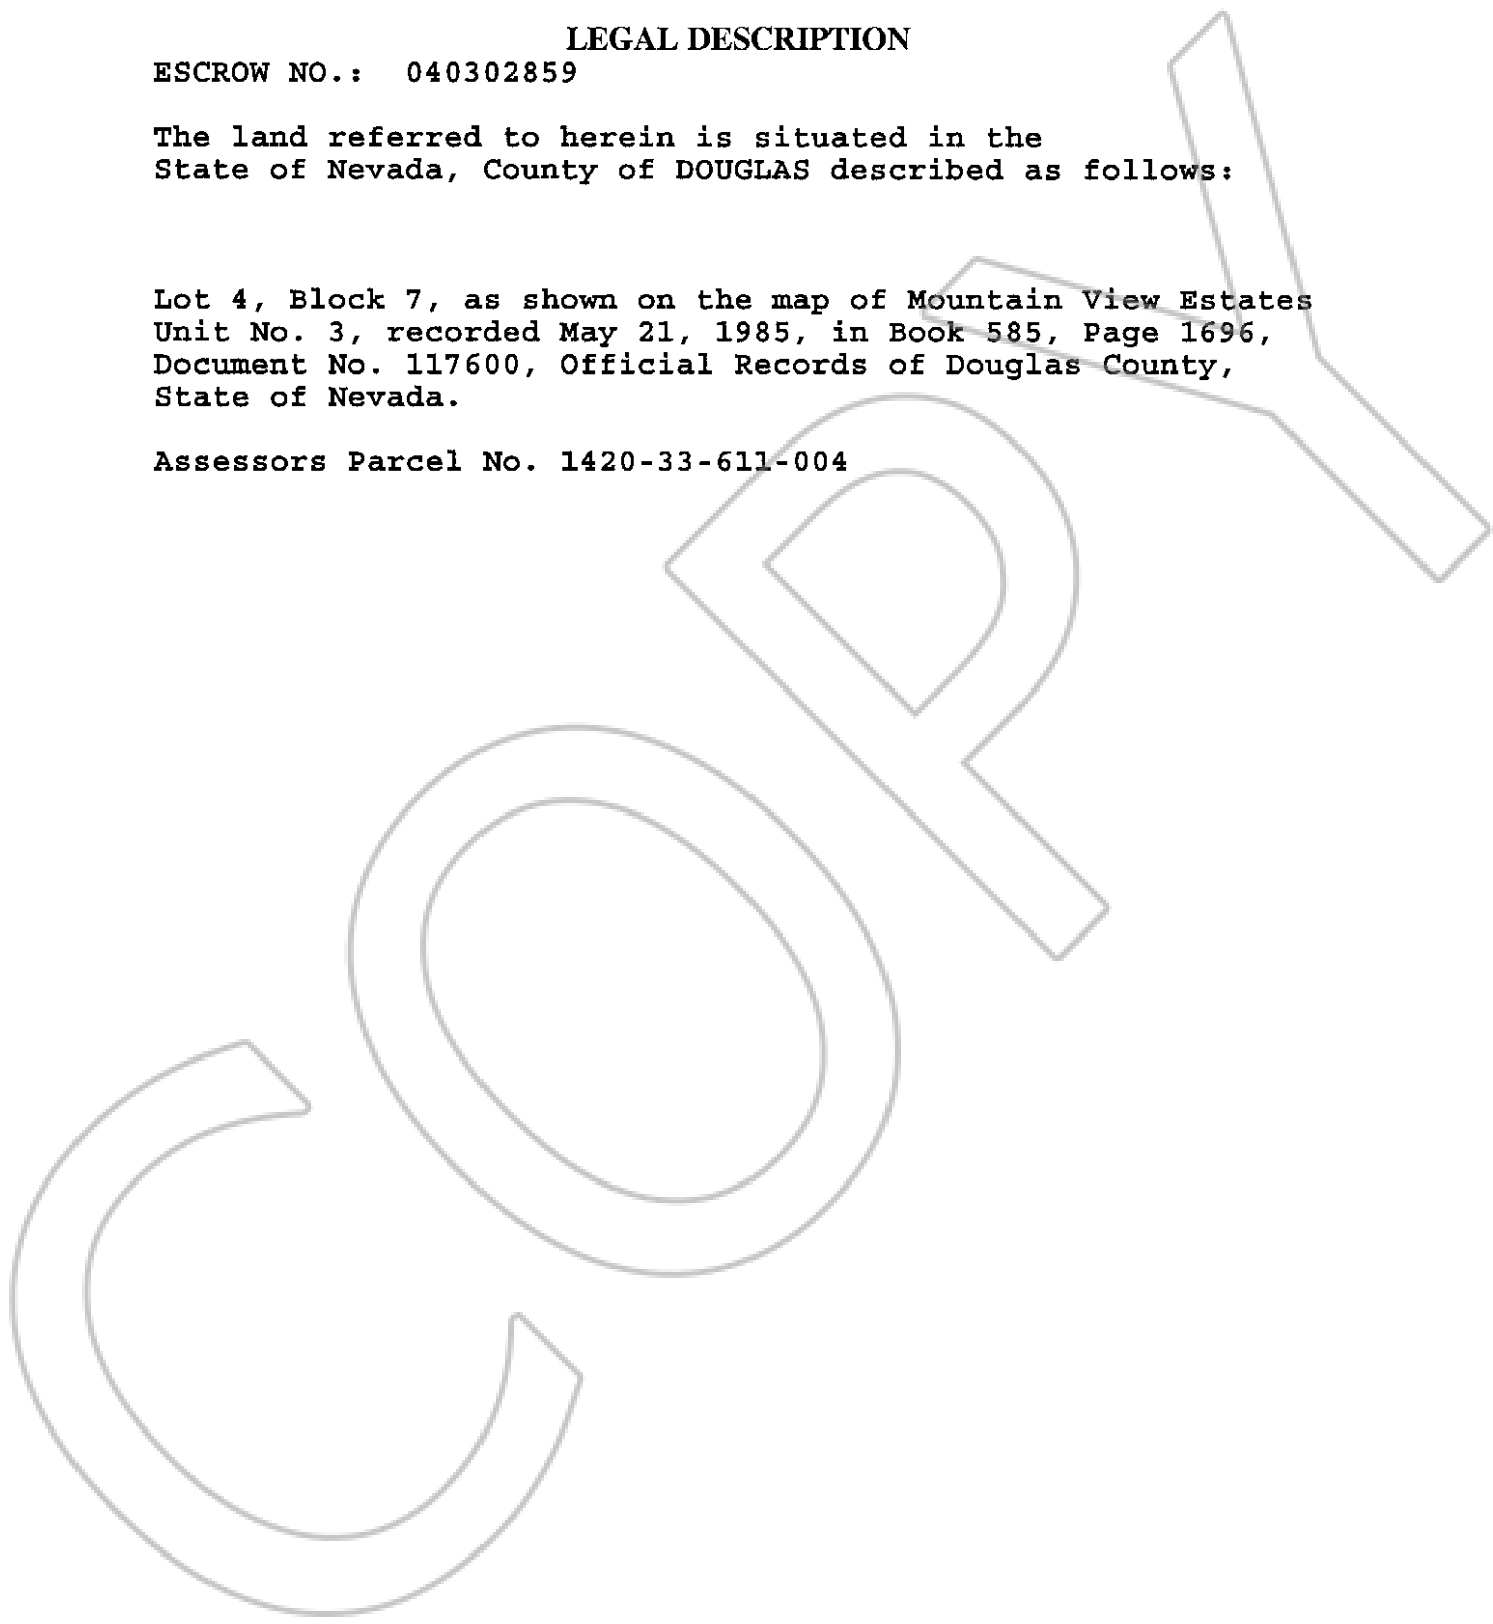 LEGAL DESCRIPTION
ESCROW NO.: 040302859
The land referred to herein is situated in the
State of Nevada, County of DOUGLAS described as follows:
Lot 4, Block 7, as shown on the map of Mountain View Estates
Unit No. 3, recorded May 21, 1985, in Book 585, Page 1696,
Document No. 117600, Official Records of Douglas County,
State of Nevada.
Assessors Parcel No. 1420-33-611-004
COPY